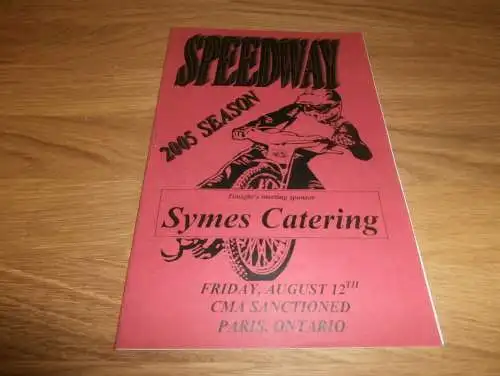 SPEEDWAY
2005 SEASON
Tonight's meeting sponsor
Symes Catering
FRIDAY, AUGUST 12TH
CMA SANCTIONED
PARIS, ONTARIO